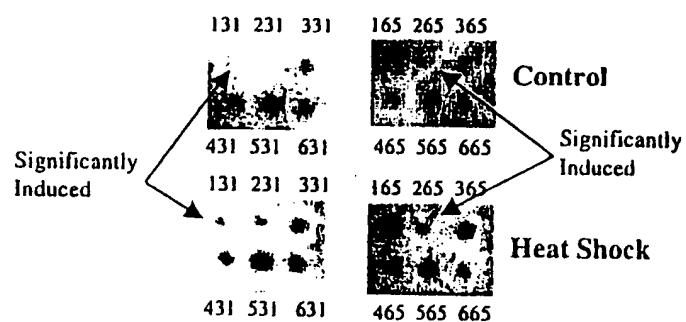 131 231 331
165 265 365
Control
431 531 631
465 565 665
Significantly
Induced
Significantly
Induced
131 231 331
165 265 365
Heat Shock
431 531 631
465 565 665